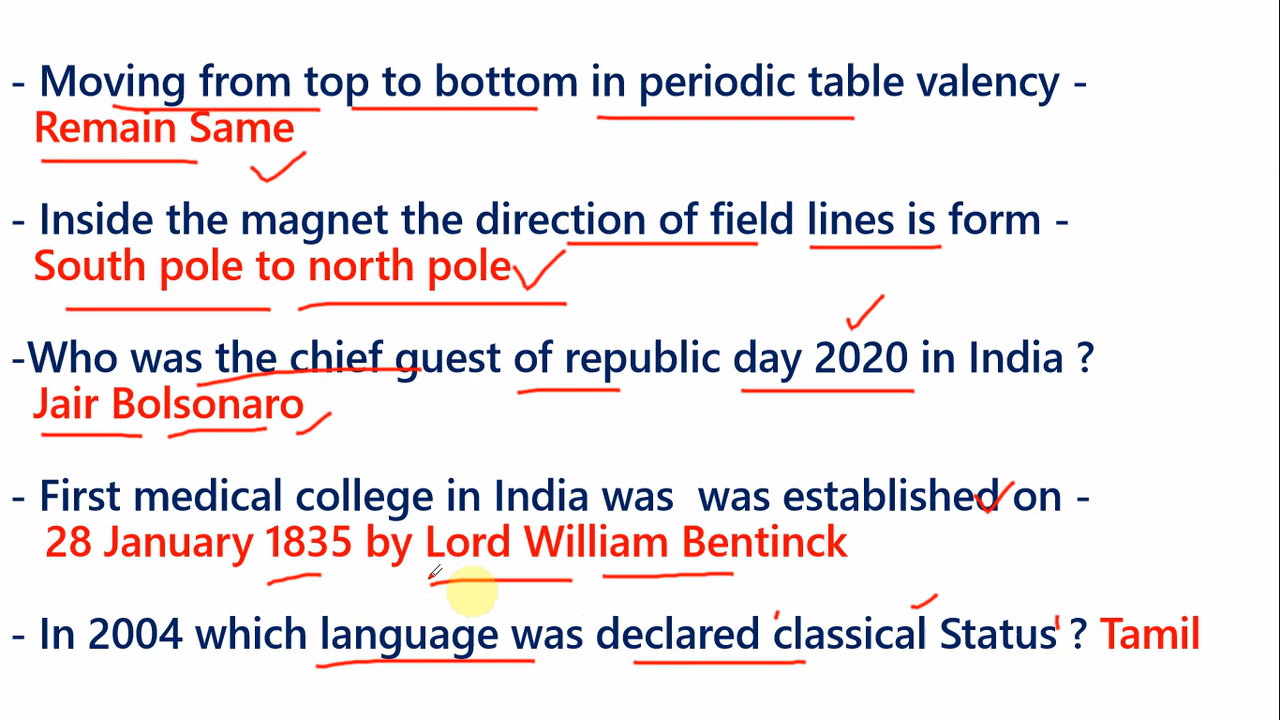 - Moving from top to bottom in periodic table valency -
Remain Same
- Inside the magnet the direction of field lines is form -
South pole to north pole
-Who was the chief guest of republic day 2020 in India ?
Jair Bolsonaro
- First medical college in India was  was established on -
28 January 1835 by Lord William Bentinck
- In 2004 which language was declared classical Status ? Tamil